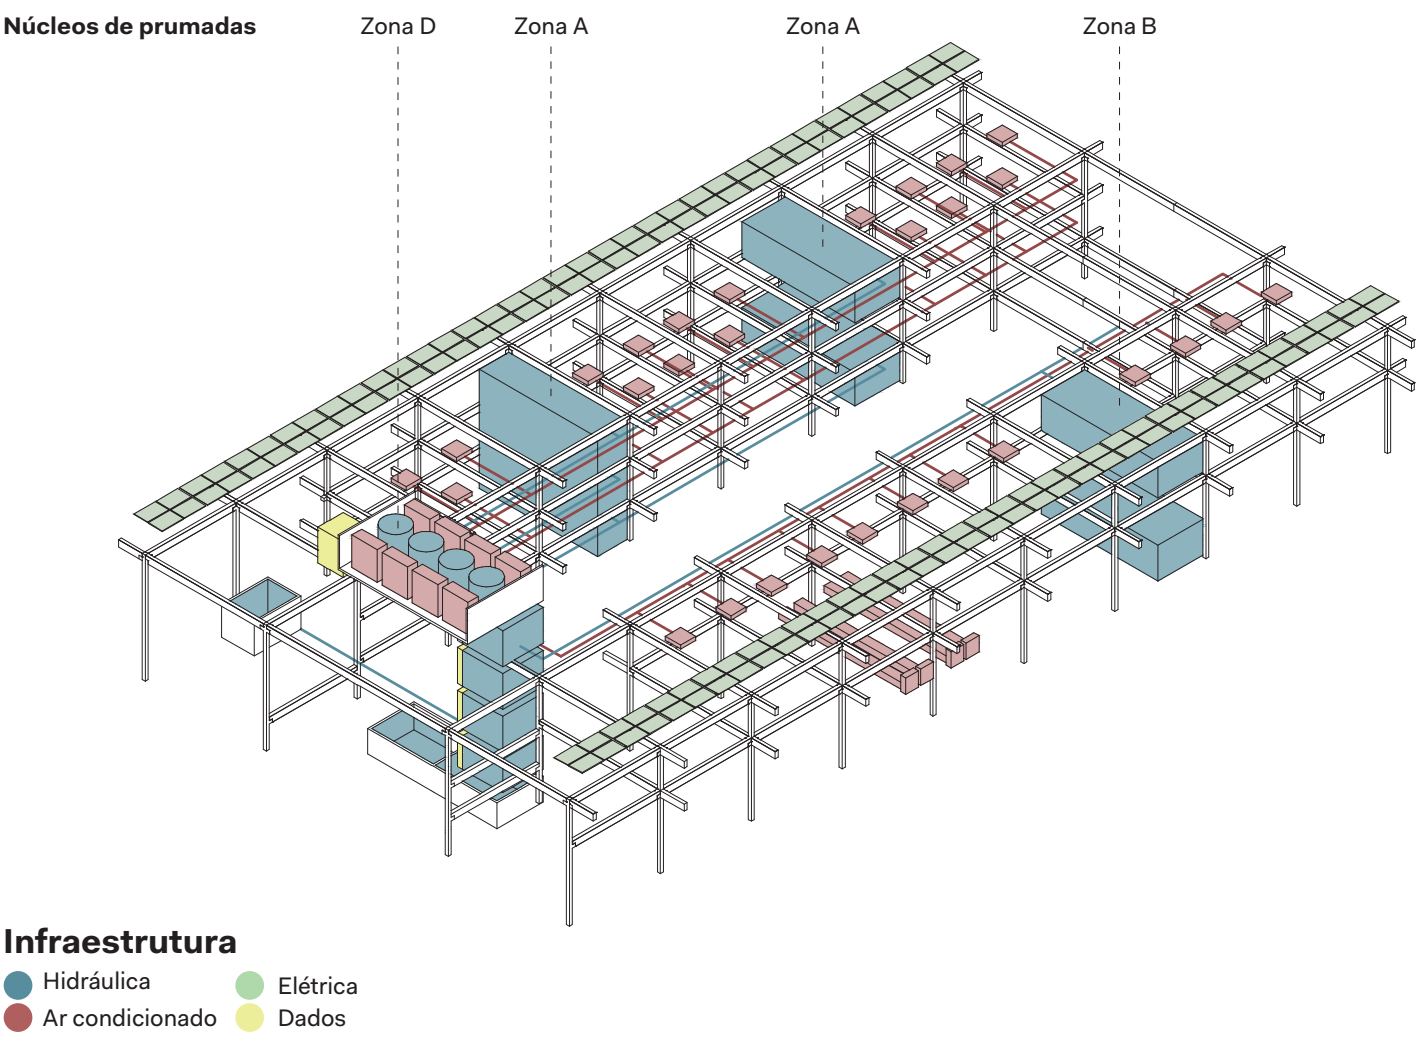 Núcleos de prumadas
Zona D
Zona A
Zona A
Zona B
Infraestrutura
Hidráulica
Elétrica
Ar condicionado
Dados